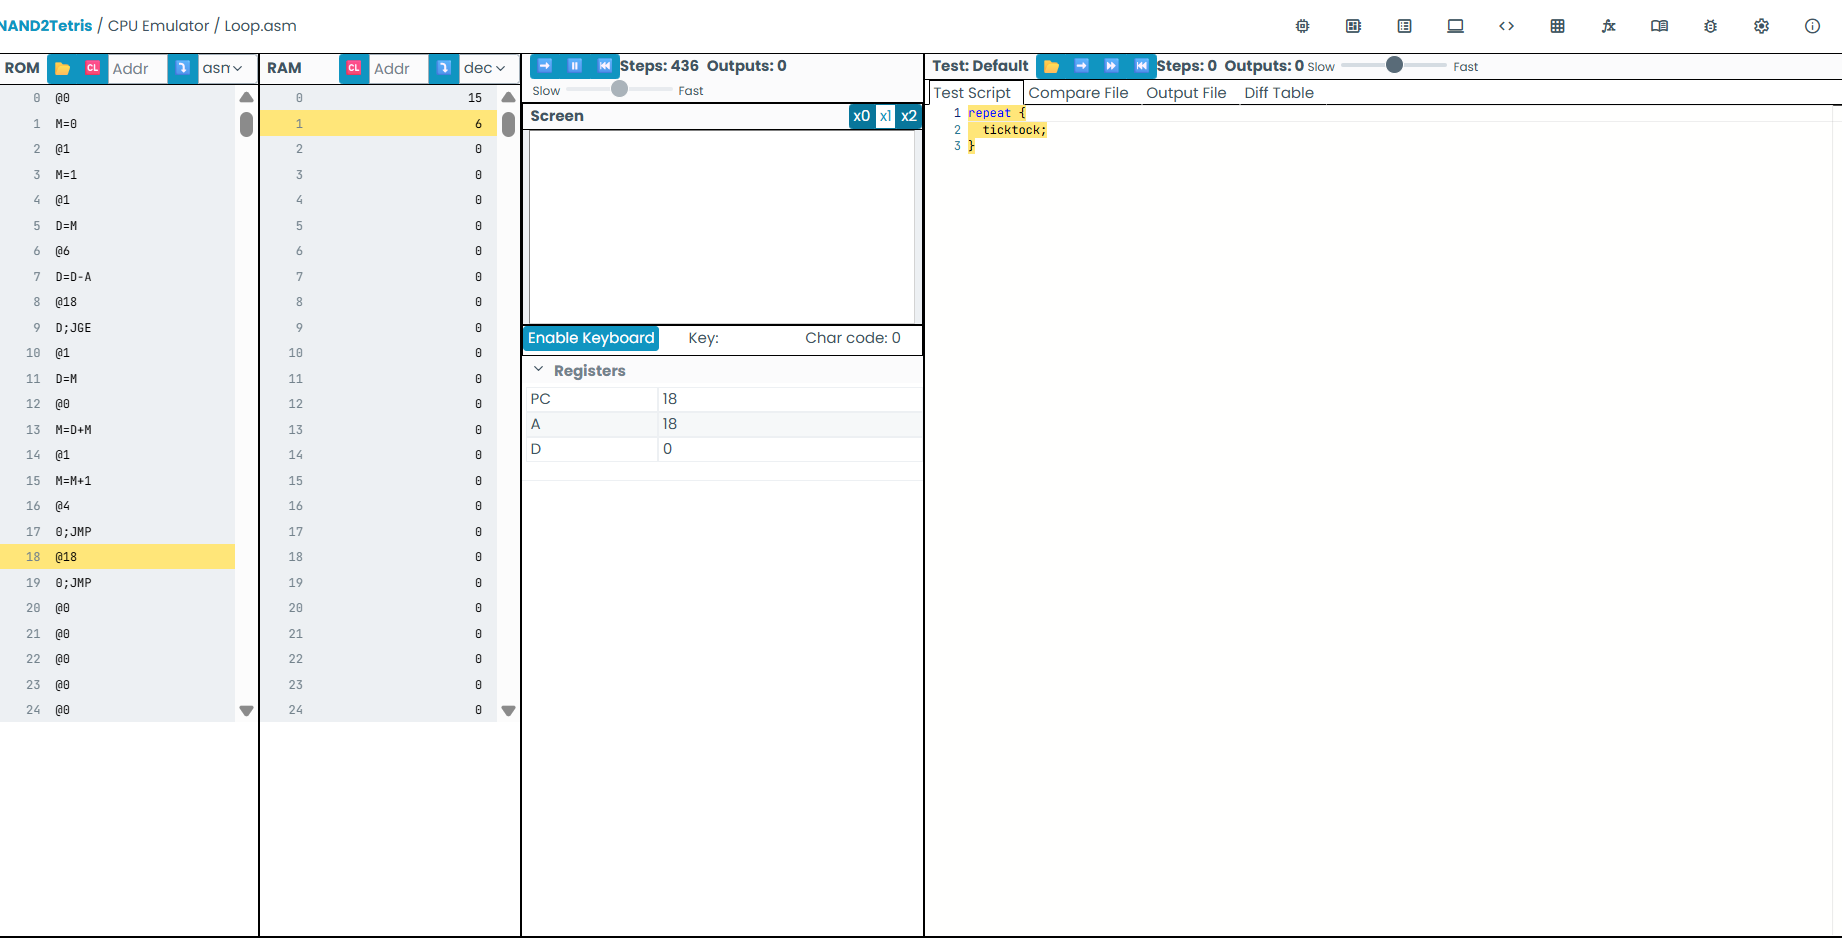 NAND2Tetris / CPU Emulator / Loop.asm
ROM CL Addr asm
0 @0
1 M=0
2 @1
3 M=1
4 @1
5 D=M
6 @6
7 D=D-A
8 @18
9 D;JGE
10 @1
11 D=M
12 @0
13 M=D+M
14 @1
15 M=M+1
16 @4
17 0;JMP
18 @18
19 0;JMP
20 @0
21 @0
22 @0
23 @0
24 @0
RAM CL Addr dec
0 15
1 6
2 0
3 0
4 0
5 0
6 0
7 0
8 0
9 0
10 0
11 0
12 0
13 0
14 0
15 0
16 0
17 0
18 0
19 0
20 0
21 0
22 0
23 0
24 0
Steps: 436 Outputs: 0
Slow Fast
Screen x0 x1 x2
Enable Keyboard Key: Char code: 0
Registers
PC 18
A 18
D 0
Test: Default Steps: 0 Outputs: 0 Slow Fast
Test Script Compare File Output File Diff Table
1 repeat {
2 ticktock;
3 }